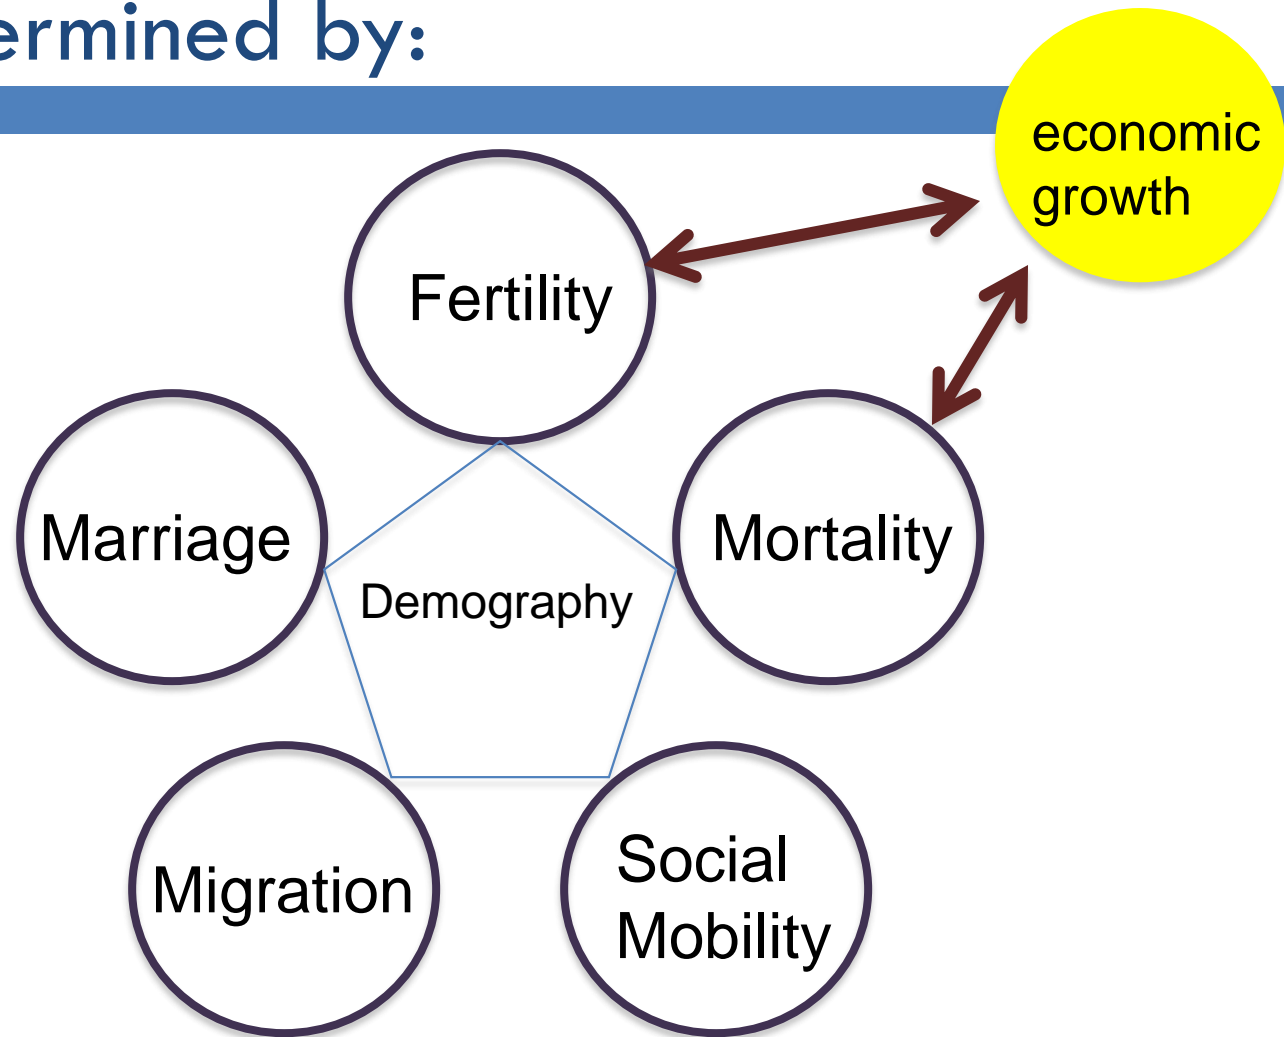 ermined by:
economic
growth
Fertility
Marriage
Mortality
Demography
Migration
Social
Mobility